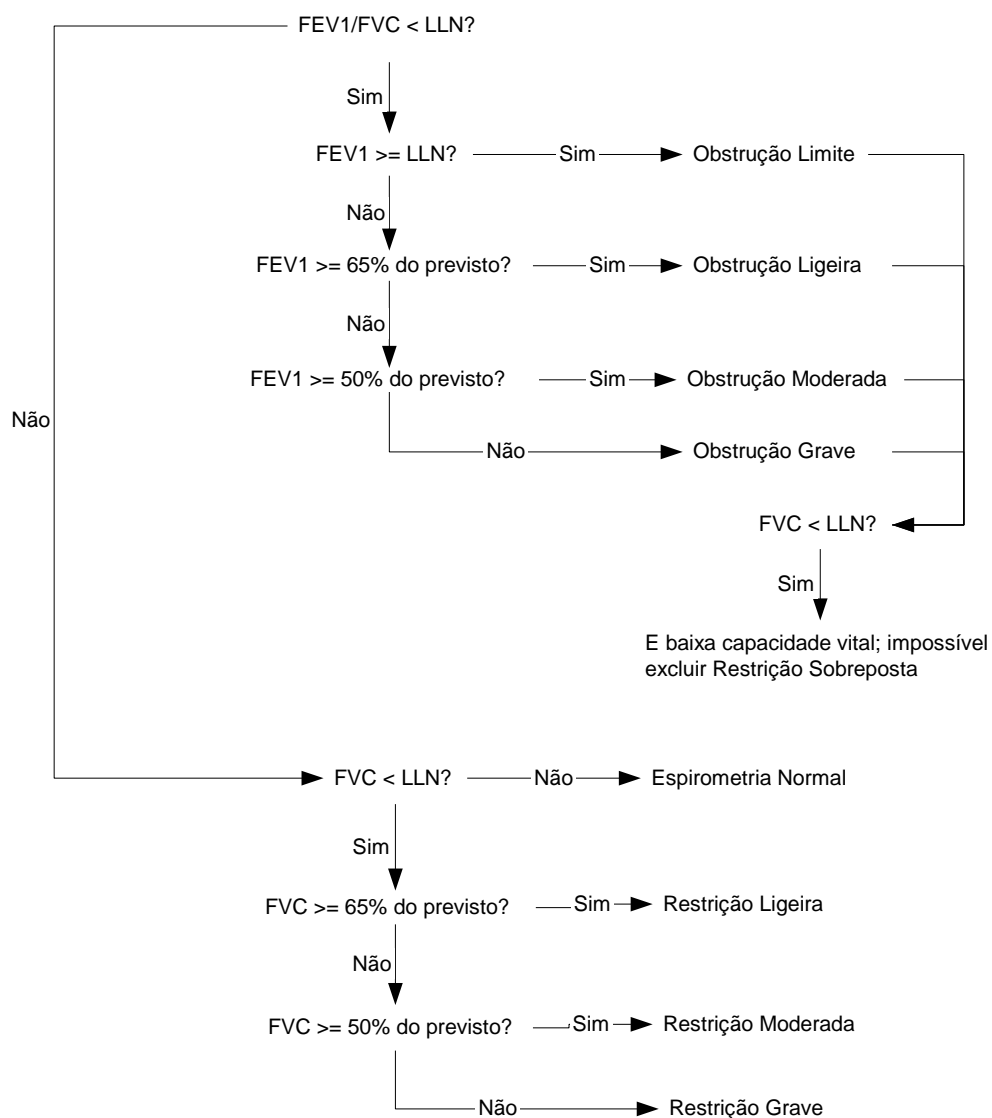 FEV1/FVC < LLN?
Sim
FEV1 >= LLN?
Sim
Obstrução Limite
Não
FEV1 >= 65% do previsto?
Sim
Obstrução Ligeira
Não
FEV1 >= 50% do previsto?
Sim
Obstrução Moderada
Não
Não
Obstrução Grave
FVC < LLN?
Sim
E baixa capacidade vital; impossível
excluir Restrição Sobreposta
FVC < LLN?
Não
Espirometria Normal
Sim
FVC >= 65% do previsto?
Sim
Restrição Ligeira
Não
FVC >= 50% do previsto?
Sim
Restrição Moderada
Não
Restrição Grave